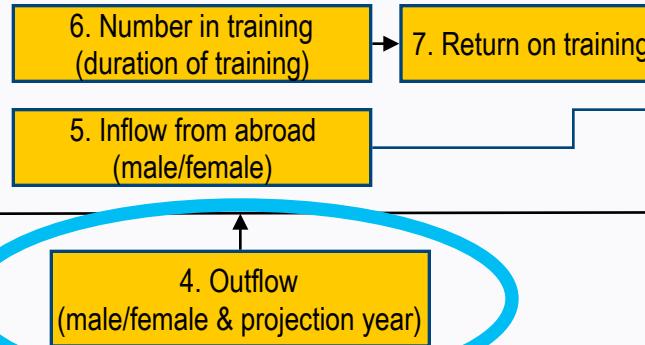 6. Number in training
(duration of training)
7. Return on training
5. Inflow from abroad
(male/female)
4. Outflow
(male/female & projection year)